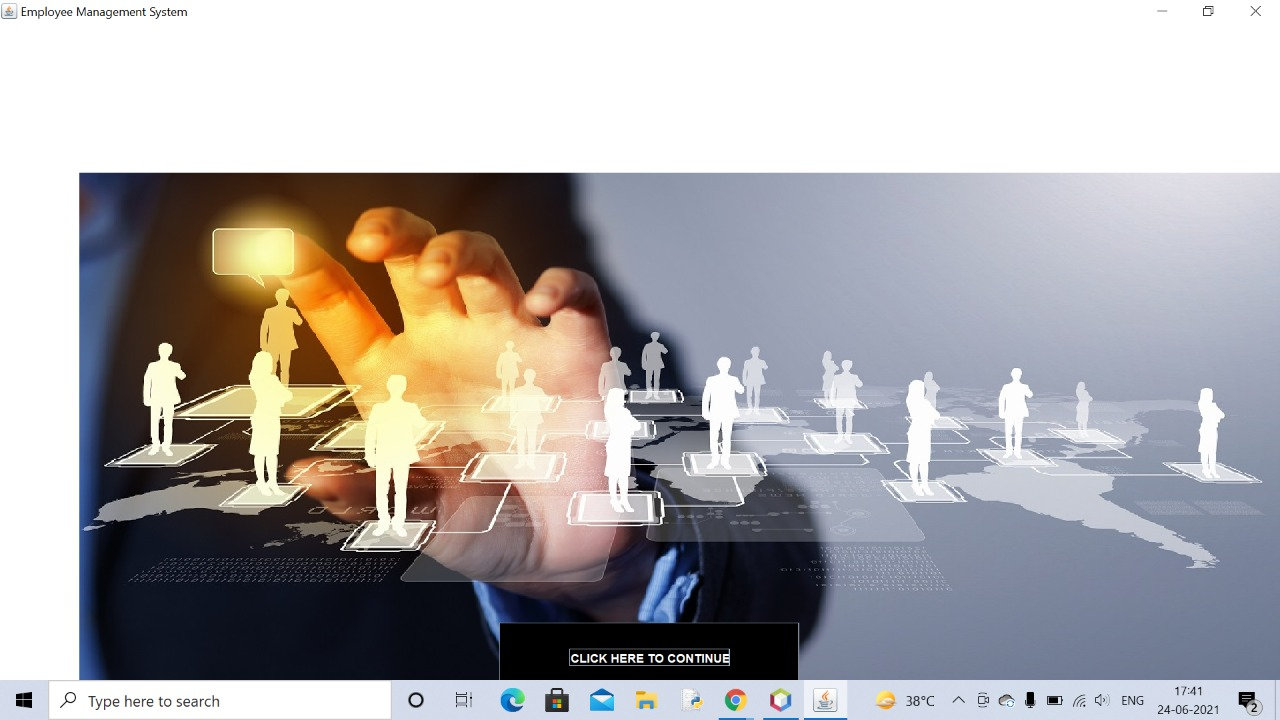 Employee Management System
CLICK HERE TO CONTINUE
Type here to search
38°C
ENG
17:41
24-06-2021
2